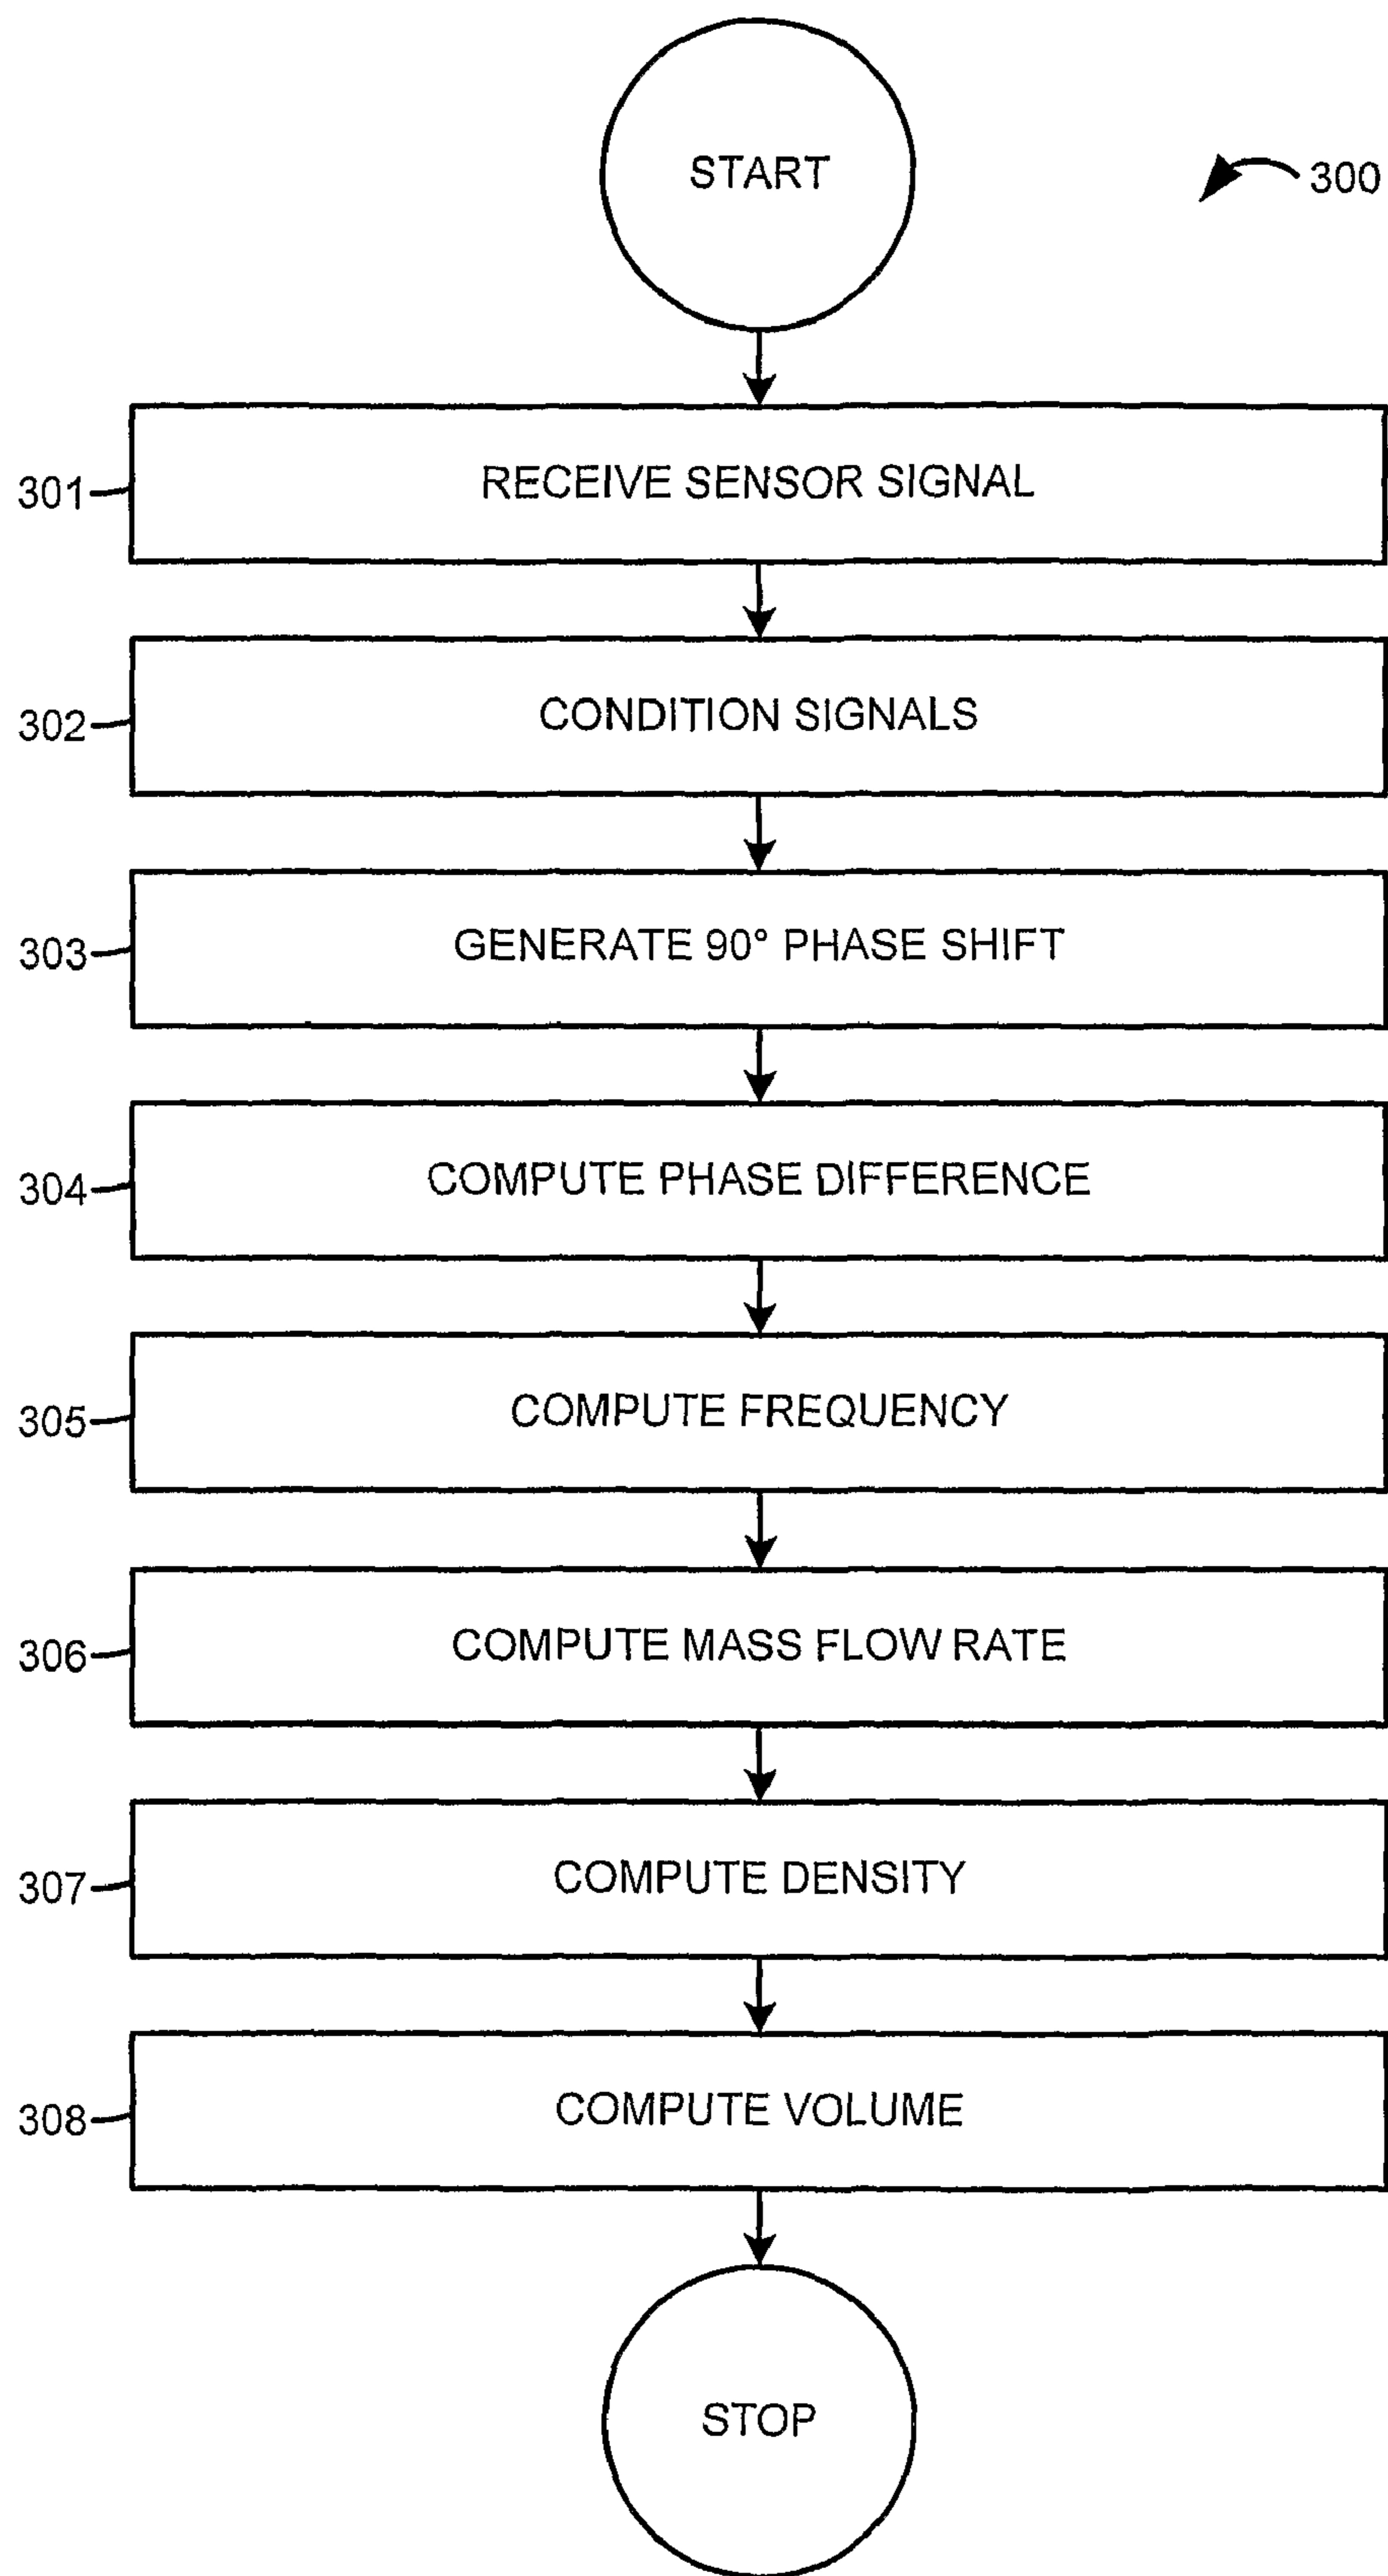 START
300
301
RECEIVE SENSOR SIGNAL
302
CONDITION SIGNALS
303
GENERATE 90° PHASE SHIFT
304
COMPUTE PHASE DIFFERENCE
305
COMPUTE FREQUENCY
306
COMPUTE MASS FLOW RATE
307
COMPUTE DENSITY
308
COMPUTE VOLUME
STOP